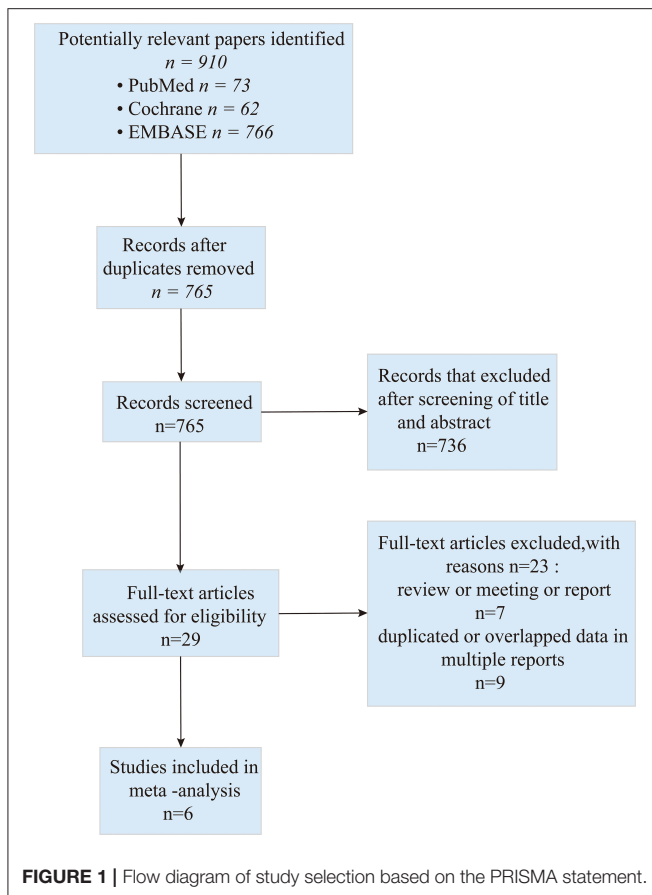 Potentially relevant papers identified
n = 910
• PubMed n = 73
• Cochrane n = 62
• EMBASE n = 766
Records after
duplicates removed
n = 765
Records screened
n=765
Records that excluded
after screening of title
and abstract
n=736
Full-text articles
assessed for eligibility
n=29
Full-text articles excluded,with
reasons n=23 :
review or meeting or report
n=7
duplicated or overlapped data in
multiple reports
n=9
Studies included in
meta -analysis
n=6
FIGURE 1 | Flow diagram of study selection based on the PRISMA statement.